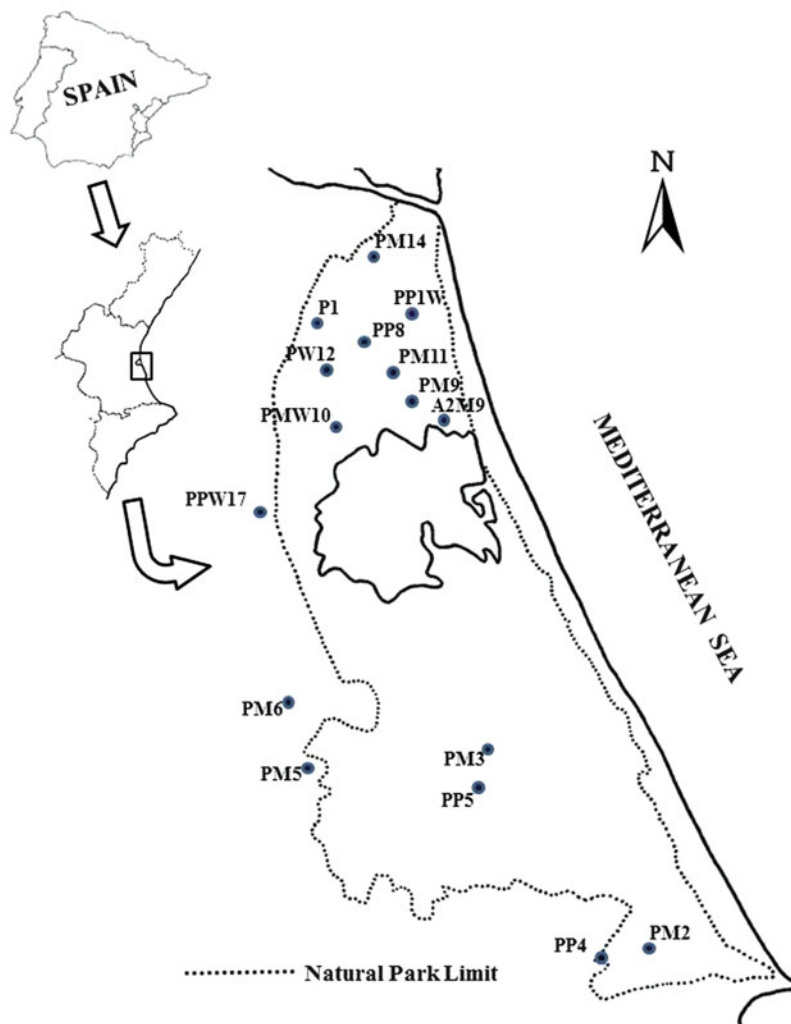 SPAIN
N
PM14
PP1W
P1
PP8
PW12
PM11
PM9
A2M9
PMW10
PPW17
MEDITERRANEAN SEA
PM6
PM3
PM5
PP5
PM2
PP4
Natural Park Limit